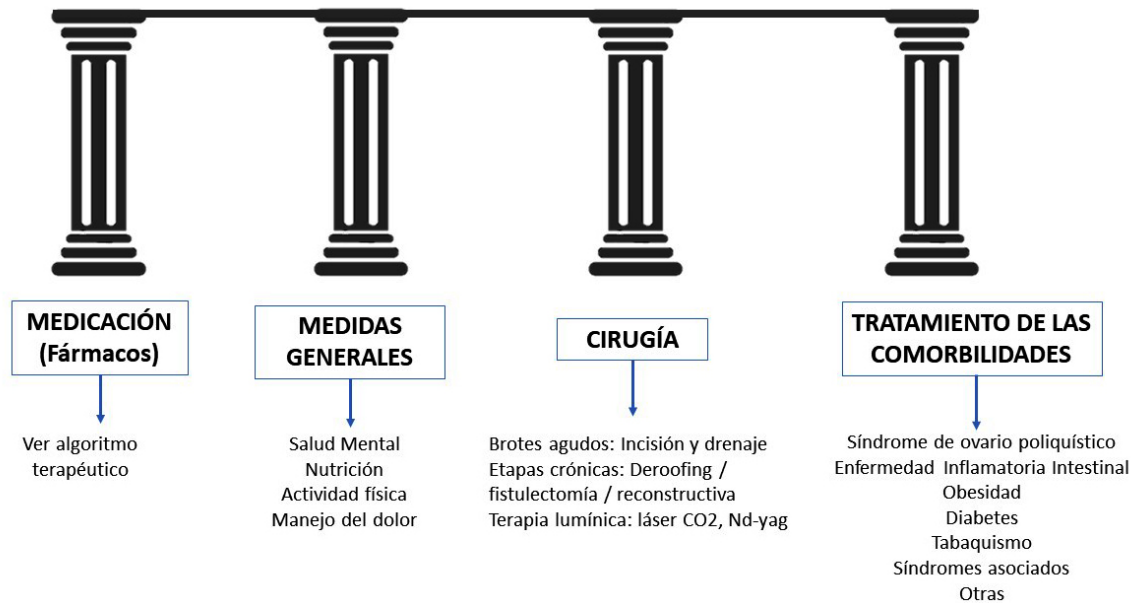 MEDICACIÓN
(Fármacos)
Ver algoritmo
terapéutico
MEDIDAS
GENERALES
Salud Mental
Nutrición
Actividad física
Manejo del dolor
CIRUGÍA
Brotes agudos: Incisión y drenaje
Etapas crónicas: Deroofing /
fistulectomía / reconstructiva
Terapia lumínica: láser CO2, Nd-yag
TRATAMIENTO DE LAS
COMORBILIDADES
Síndrome de ovario poliquístico
Enfermedad Inflamatoria Intestinal
Obesidad
Diabetes
Tabaquismo
Síndromes asociados
Otras